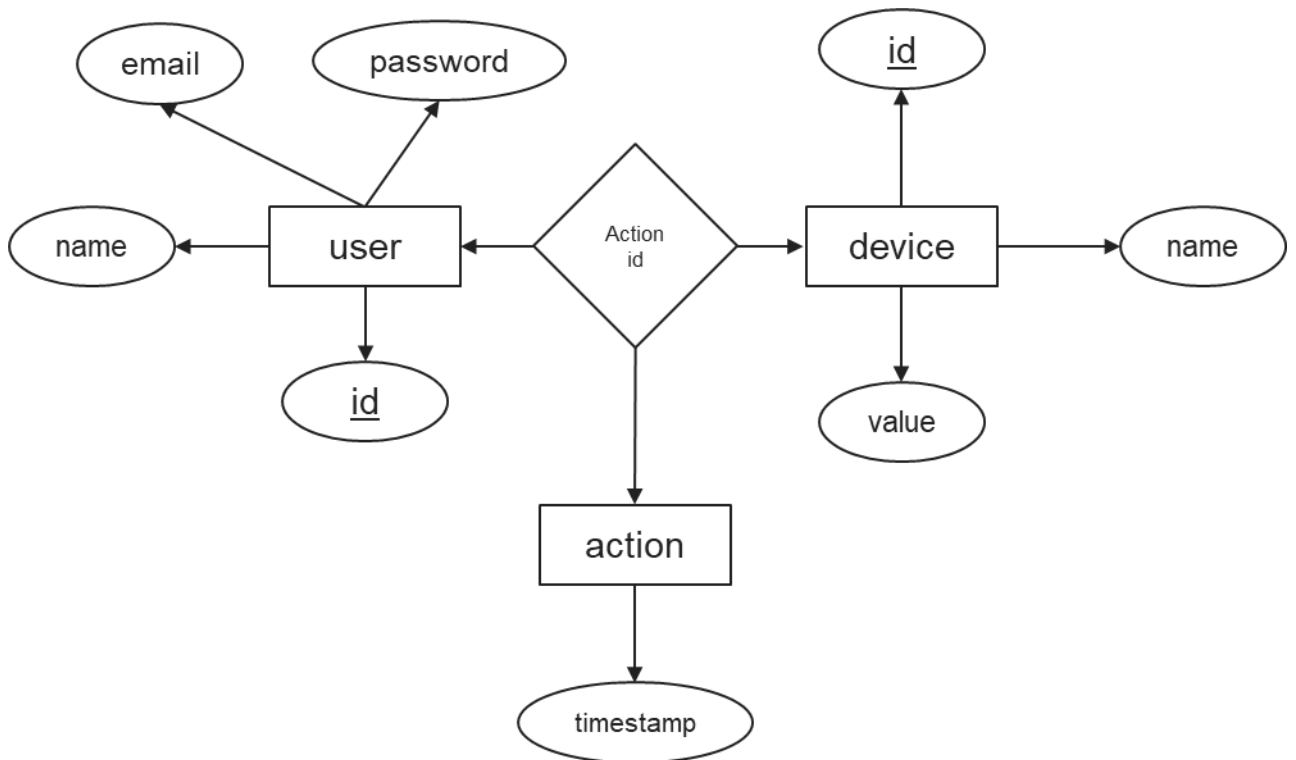 email
password
id
name
user
Action
id
device
name
id
value
action
timestamp